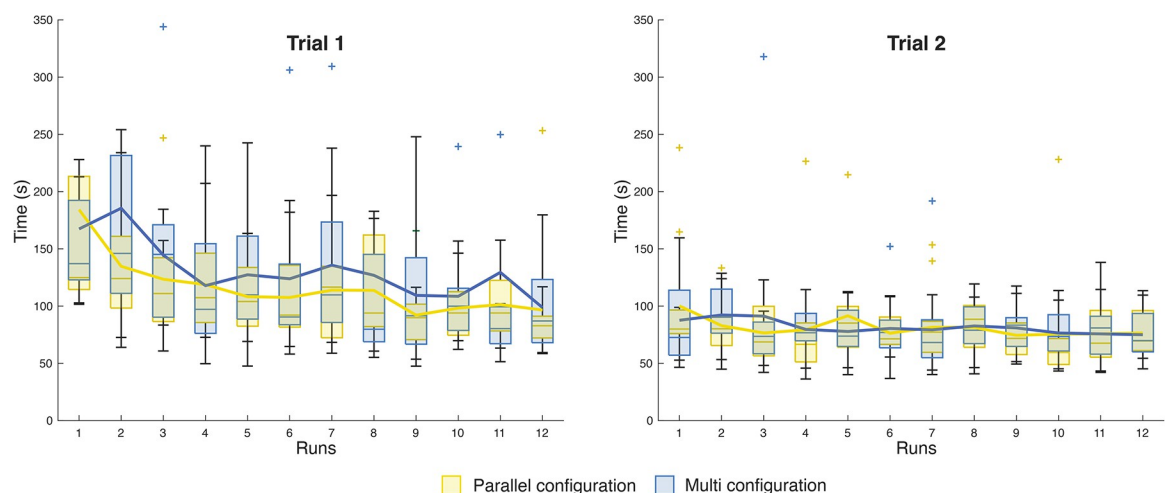 Trial 1
Time (s)
350
300
250
200
150
100
50
0
1 2 3 4 5 6 7 8 9 10 11 12
Runs
Trial 2
Time (s)
350
300
250
200
150
100
50
0
1 2 3 4 5 6 7 8 9 10 11 12
Runs
Parallel configuration
Multi configuration